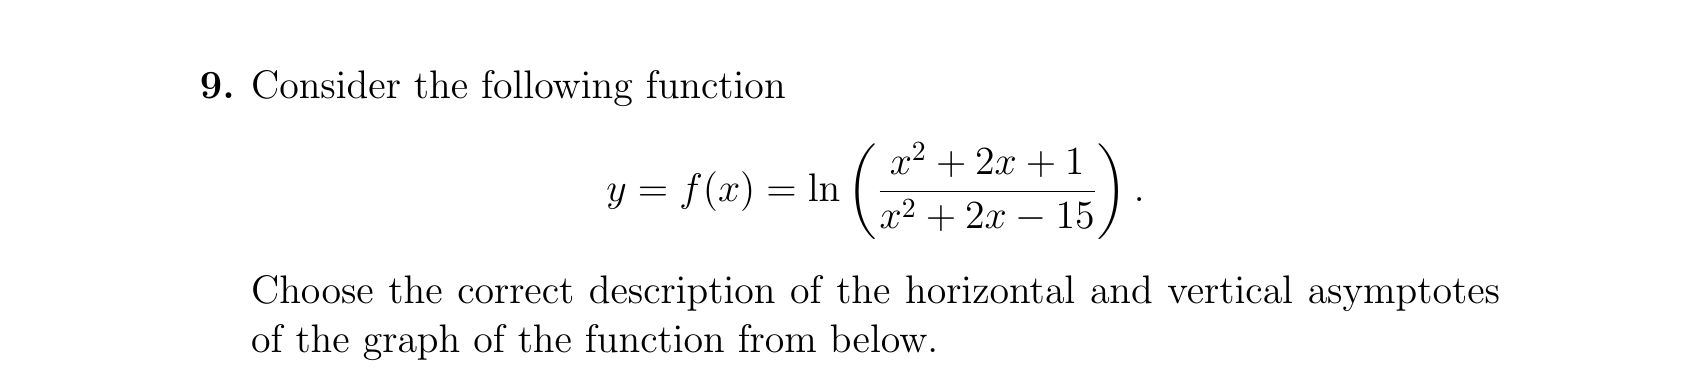 9. Consider the following function
y = f(x) = ln ( \frac{x^2 + 2x + 1}{x^2 + 2x − 15} ) .
Choose the correct description of the horizontal and vertical asymptotes
of the graph of the function from below.